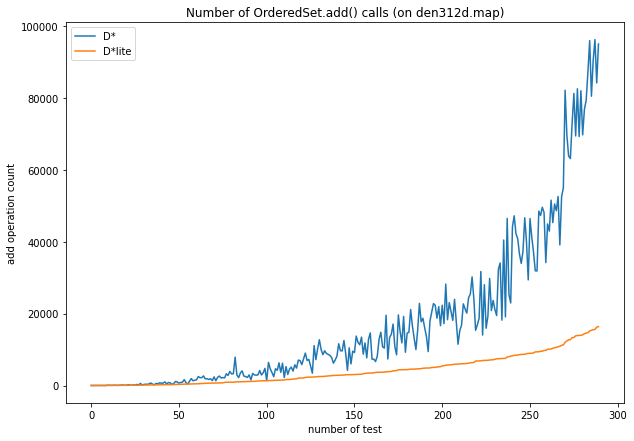 Number of OrderedSet.add() calls (on den312d.map)
D*
D*lite
100000
80000
60000
40000
20000
0
add operation count
0 50 100 150 200 250 300
number of test